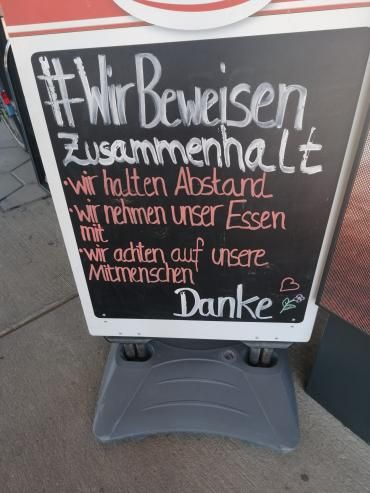 #WirBeweisen
Zusammenhalt
• wir halten Abstand
• wir nehmen unser Essen
mit
• wir achten auf unsere
Mitmenschen
Danke